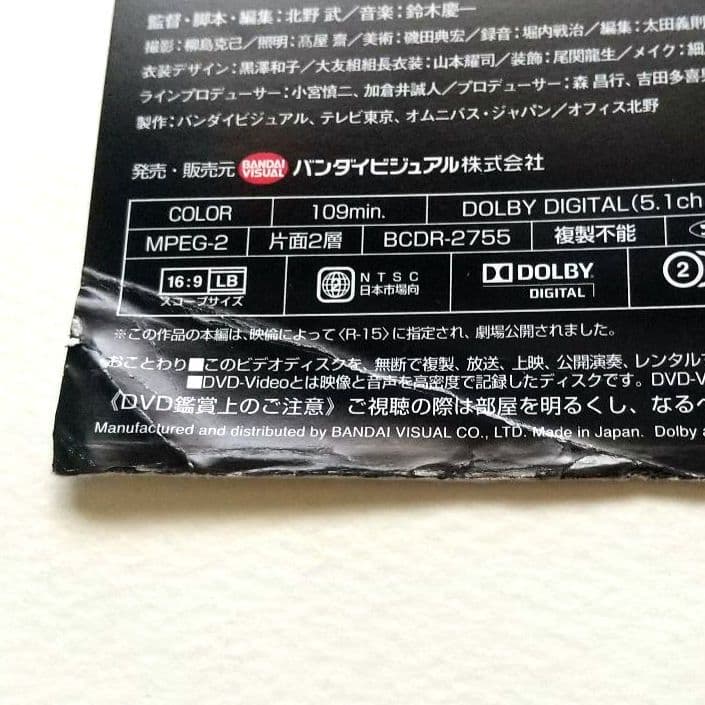 監督・脚本・編集：北野 武／音楽：鈴木慶一
撮影：柳島克己／照明：高屋 齋／美術：磯田典宏／録音：堀内戦治／編集：太田義則
衣装デザイン：黒澤和子／大友組組長衣装：山本耀司／装飾：尾関龍生／メイク：細
ラインプロデューサー：小宮慎二、加倉井誠人／プロデューサー：森 昌行、吉田多喜男
製作：バンダイビジュアル、テレビ東京、オムニバス・ジャパン／オフィス北野
発売・販売元 BANDAI VISUAL バンダイビジュアル株式会社
COLOR 109min. DOLBY DIGITAL(5.1ch
MPEG-2 片面2層 BCDR-2755 複製不能
16:9 LB スコープサイズ 2 NTSC 日本市場向 DOLBY DIGITAL 2
※この作品の本編は、映倫によって〈R-15〉に指定され、劇場公開されました。
おことわり■このビデオディスクを、無断で複製、放送、上映、公開演奏、レンタル
■DVD-Videoとは映像と音声を高密度で記録したディスクです。DVD-V
《DVD鑑賞上のご注意》ご視聴の際は部屋を明るくし、なるべ
Manufactured and distributed by BANDAI VISUAL CO., LTD. Made in Japan. Dolby a